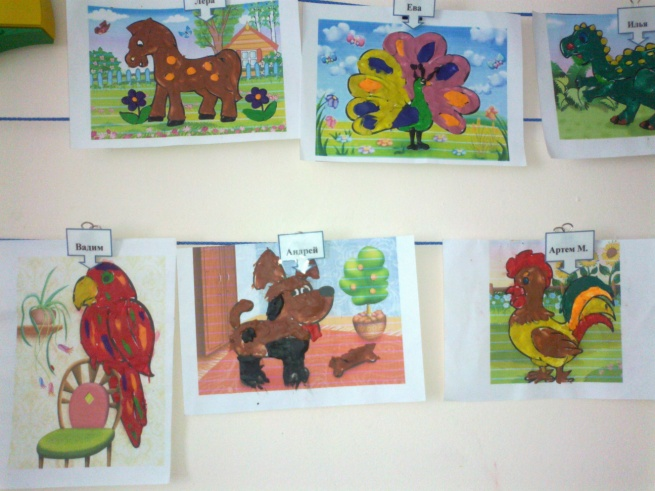 Лера
Ева
Илья
Вадим
Андрей
Артем М.